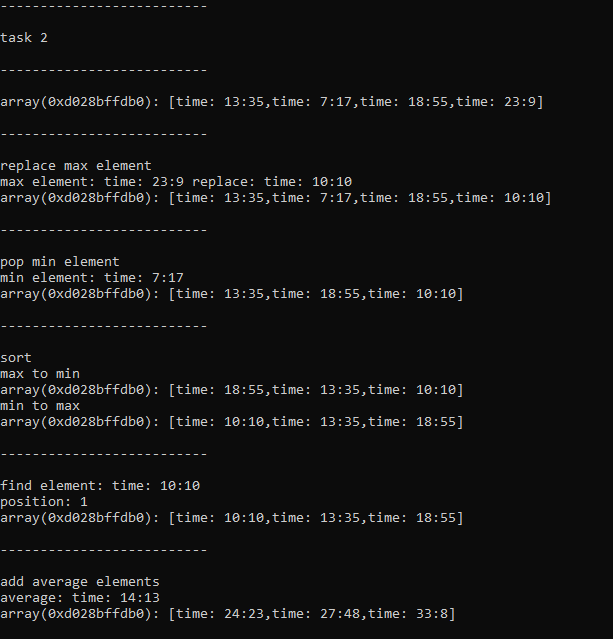 --------------------------
task 2
--------------------------
array(0xd028bffdb0): [time: 13:35,time: 7:17,time: 18:55,time: 23:9]
--------------------------
replace max element
max element: time: 23:9 replace: time: 10:10
array(0xd028bffdb0): [time: 13:35,time: 7:17,time: 18:55,time: 10:10]
--------------------------
pop min element
min element: time: 7:17
array(0xd028bffdb0): [time: 13:35,time: 18:55,time: 10:10]
--------------------------
sort
max to min
array(0xd028bffdb0): [time: 18:55,time: 13:35,time: 10:10]
min to max
array(0xd028bffdb0): [time: 10:10,time: 13:35,time: 18:55]
--------------------------
find element: time: 10:10
position: 1
array(0xd028bffdb0): [time: 10:10,time: 13:35,time: 18:55]
--------------------------
add average elements
average: time: 14:13
array(0xd028bffdb0): [time: 24:23,time: 27:48,time: 33:8]